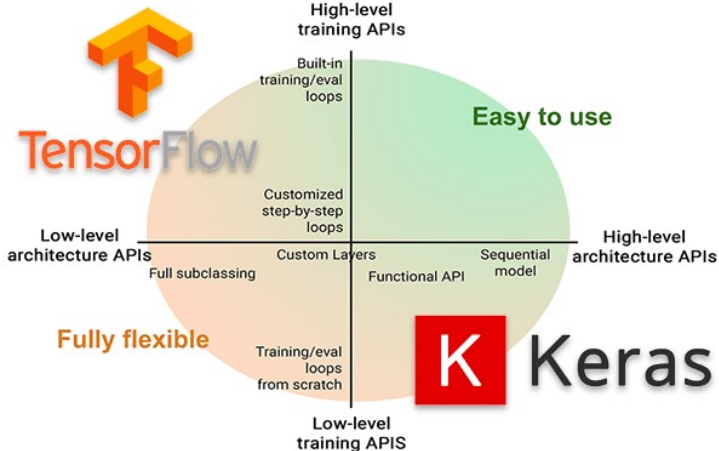 High-level
training APIs
Built-in
training/eval
loops
Easy to use
TensorFlow
Customized
step-by-step
loops
Low-level
architecture APIs
High-level
architecture APIs
Custom Layers
Sequential
model
Full subclassing
Functional API
Fully flexible
Training/eval
loops
from scratch
K Keras
Low-level
training APIS